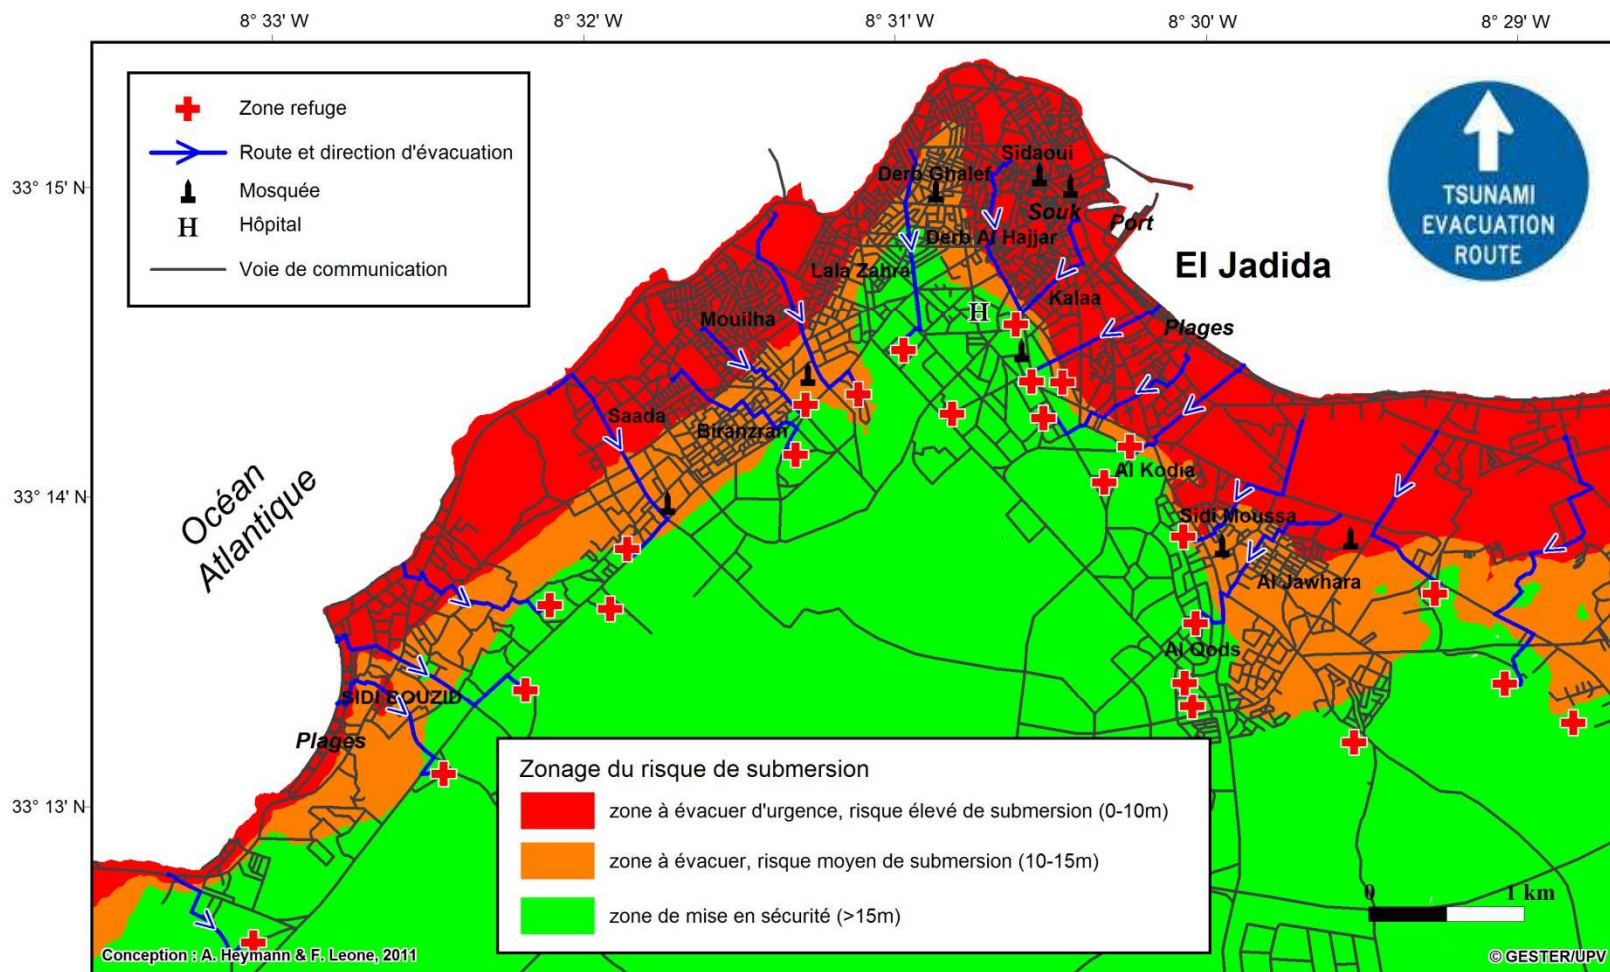 8° 33' W
8° 32' W
8° 31' W
8° 30' W
8° 29' W
Zone refuge
Route et direction d'évacuation
Mosquée
H
Hôpital
Voie de communication
33° 15' N
33° 14' N
33° 13' N
TSUNAMI
EVACUATION
ROUTE
Sidaoui
Derb Ghalef
Souk
Port
Derb Al Hajjar
El Jadida
Lala Zahra
Kalaa
H
Mouilha
Plages
Saada
Biranzran
Al Kodia
Océan
Atlantique
Sidi Moussa
Al Jawhara
Al Qods
SIDI BOUZID
Plages
Zonage du risque de submersion
zone à évacuer d'urgence, risque élevé de submersion (0-10m)
zone à évacuer, risque moyen de submersion (10-15m)
zone de mise en sécurité (>15m)
0
1 km
Conception : A. Heymann & F. Leone, 2011
© GESTER/UPV